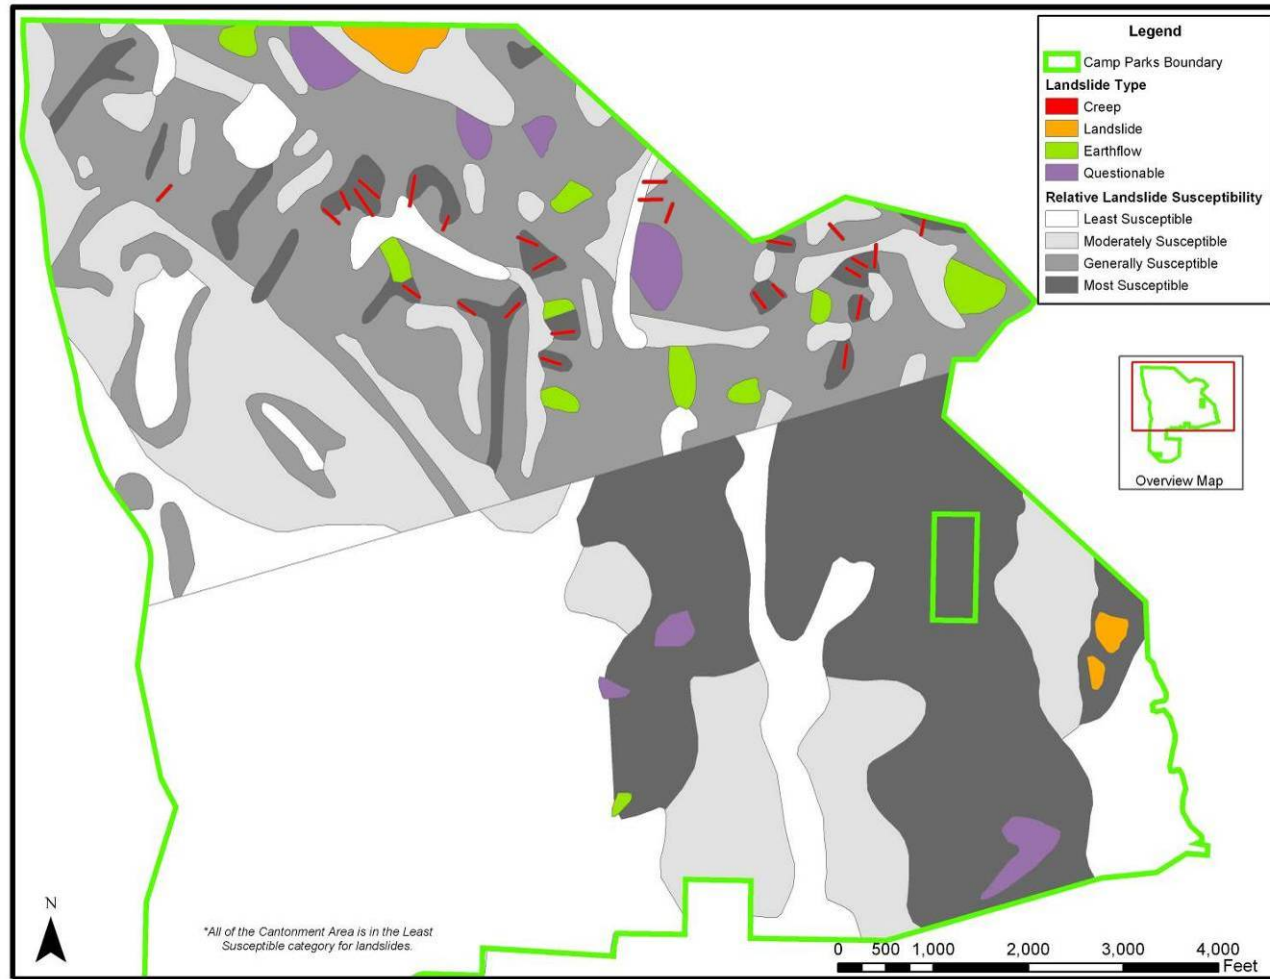 Legend
Camp Parks Boundary
Landslide Type
Creep
Landslide
Earthflow
Questionable
Relative Landslide Susceptibility
Least Susceptible
Moderately Susceptible
Generally Susceptible
Most Susceptible
Overview Map
N
*All of the Cantonment Area is in the Least
Susceptible category for landslides.
0 500 1,000 2,000 3,000 4,000
Feet